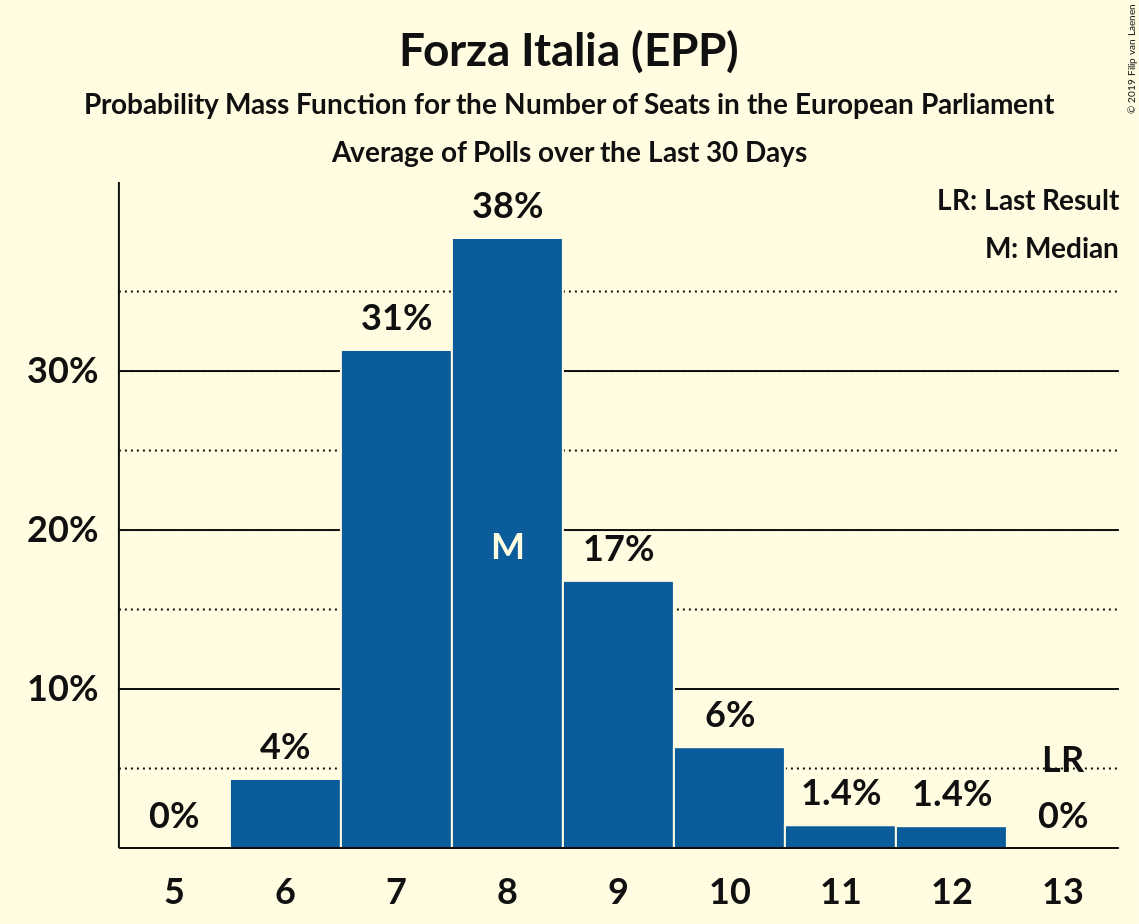 © 2019 Filip van Laenen
Forza Italia (EPP)
Probability Mass Function for the Number of Seats in the European Parliament
Average of Polls over the Last 30 Days
LR: Last Result
M: Median
38%
31%
30%
20%
M
17%
10%
6%
4%
LR
1.4%
1.4%
0%
0%
5 6 7 8 9 10 11 12 13